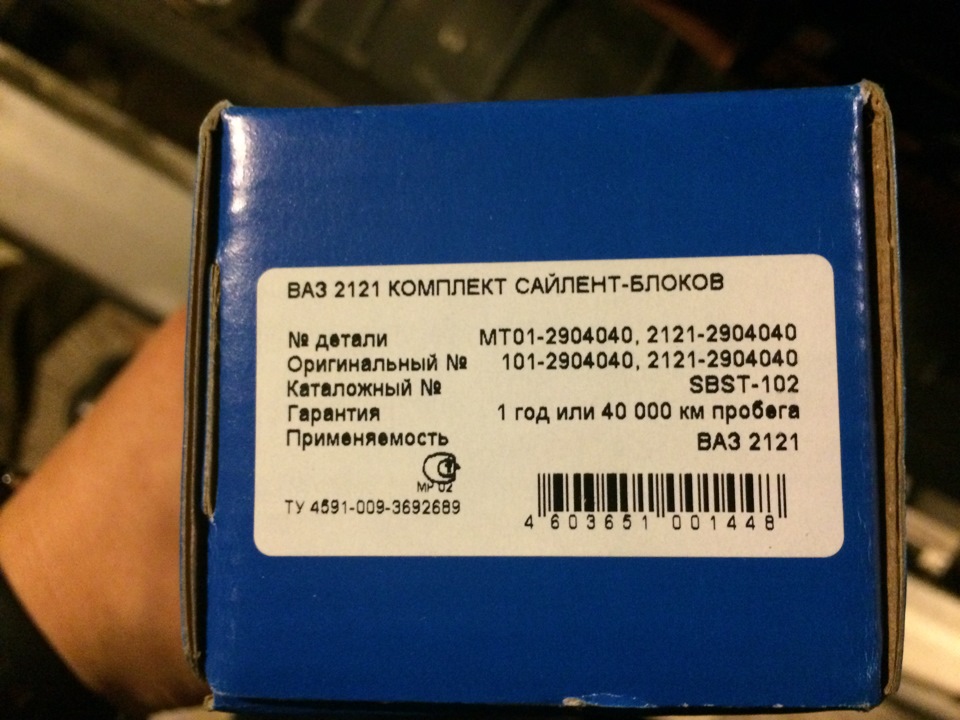 ВАЗ 2121 КОМПЛЕКТ САЙЛЕНТ-БЛОКОВ
№ детали МТ01-2904040, 2121-2904040
Оригинальный № 101-2904040, 2121-2904040
Каталожный № SBST-102
Гарантия 1 год или 40 000 км пробега
Применяемость ВАЗ 2121
МР 02
ТУ 4591-009-3692689
4 603651 001448